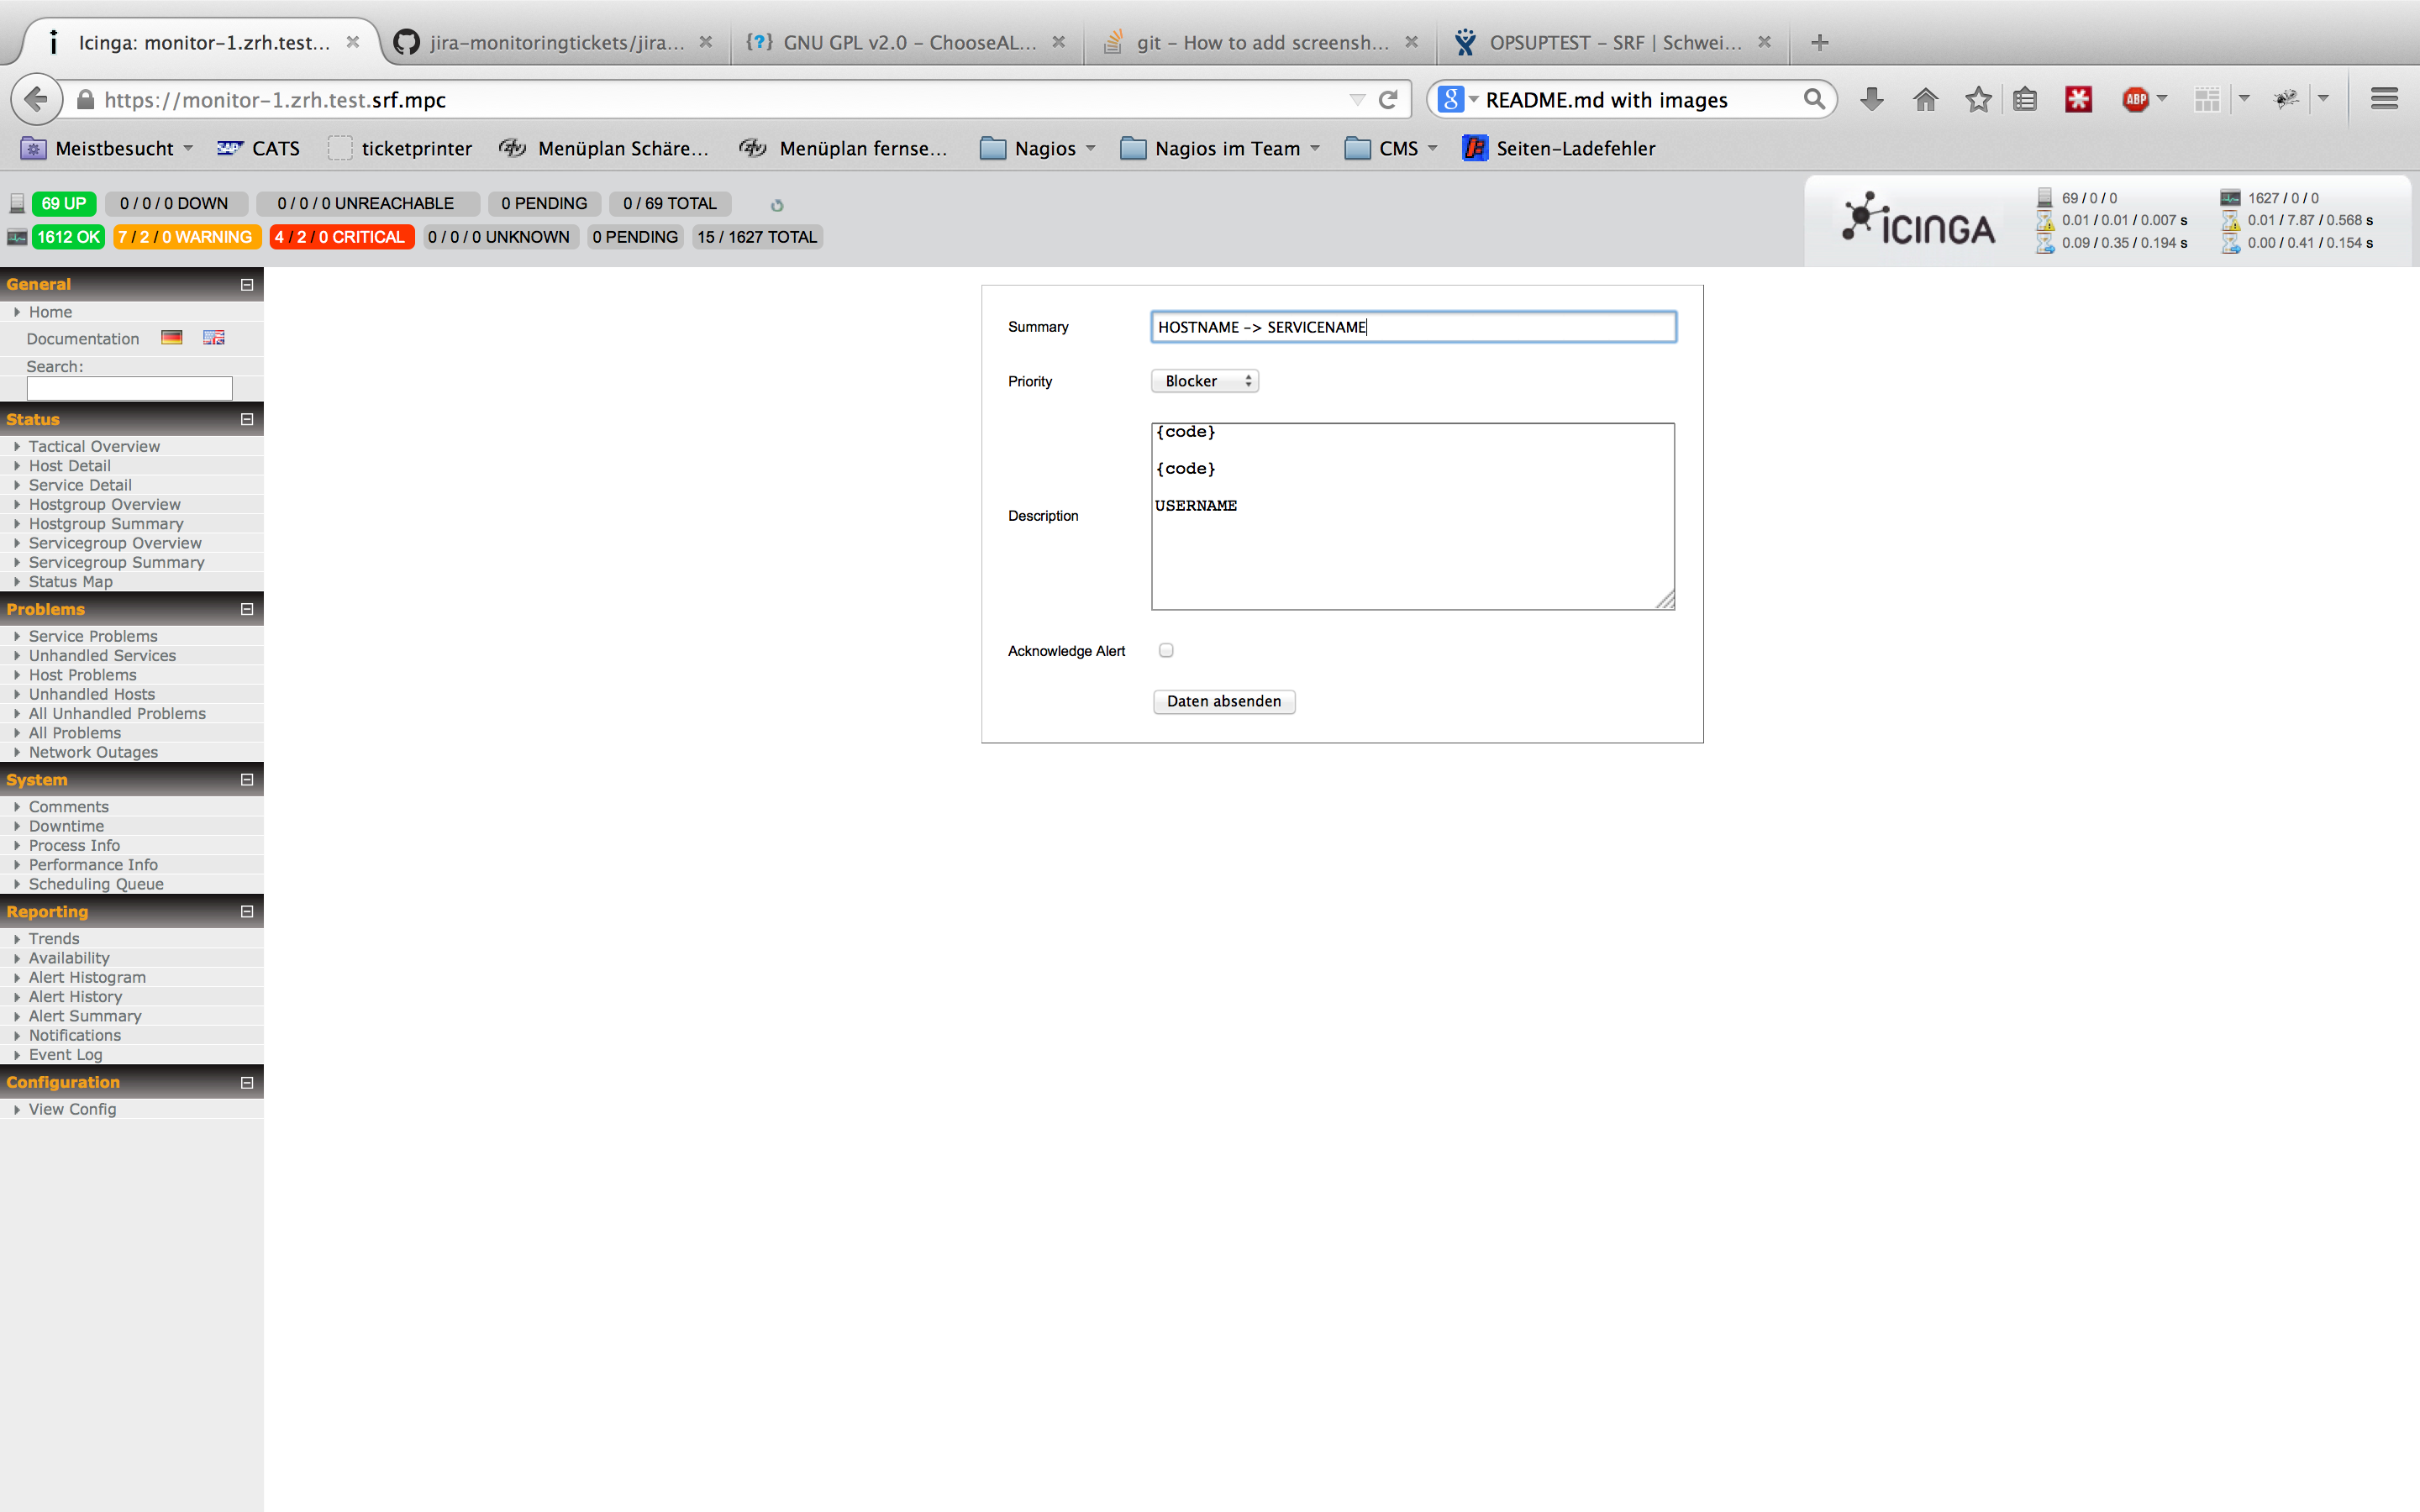 Icinga: monitor-1.zrh.test...
jira-monitoringtickets/jira...
{?} GNU GPL v2.0 – ChooseAL...
git – How to add screensh...
OPSUPTEST – SRF | Schwei...
https://monitor-1.zrh.test.srf.mpc
README.md with images
ABP
Meistbesucht
SAP CATS
ticketprinter
Menüplan Schäre...
Menüplan fernse...
Nagios
Nagios im Team
CMS
Seiten-Ladefehler
69 UP
0 / 0 / 0 DOWN
0 / 0 / 0 UNREACHABLE
0 PENDING
0 / 69 TOTAL
1612 OK
7 / 2 / 0 WARNING
4 / 2 / 0 CRITICAL
0 / 0 / 0 UNKNOWN
0 PENDING
15 / 1627 TOTAL
ICINGA
69 / 0 / 0
0.01 / 0.01 / 0.007 s
0.09 / 0.35 / 0.194 s
1627 / 0 / 0
0.01 / 7.87 / 0.568 s
0.00 / 0.41 / 0.154 s
General
Home
Documentation
Search:
Status
Tactical Overview
Host Detail
Service Detail
Hostgroup Overview
Hostgroup Summary
Servicegroup Overview
Servicegroup Summary
Status Map
Problems
Service Problems
Unhandled Services
Host Problems
Unhandled Hosts
All Unhandled Problems
All Problems
Network Outages
System
Comments
Downtime
Process Info
Performance Info
Scheduling Queue
Reporting
Trends
Availability
Alert Histogram
Alert History
Alert Summary
Notifications
Event Log
Configuration
View Config
Summary
HOSTNAME -> SERVICENAME
Priority
Blocker
Description
{code}
{code}
USERNAME
Acknowledge Alert
Daten absenden